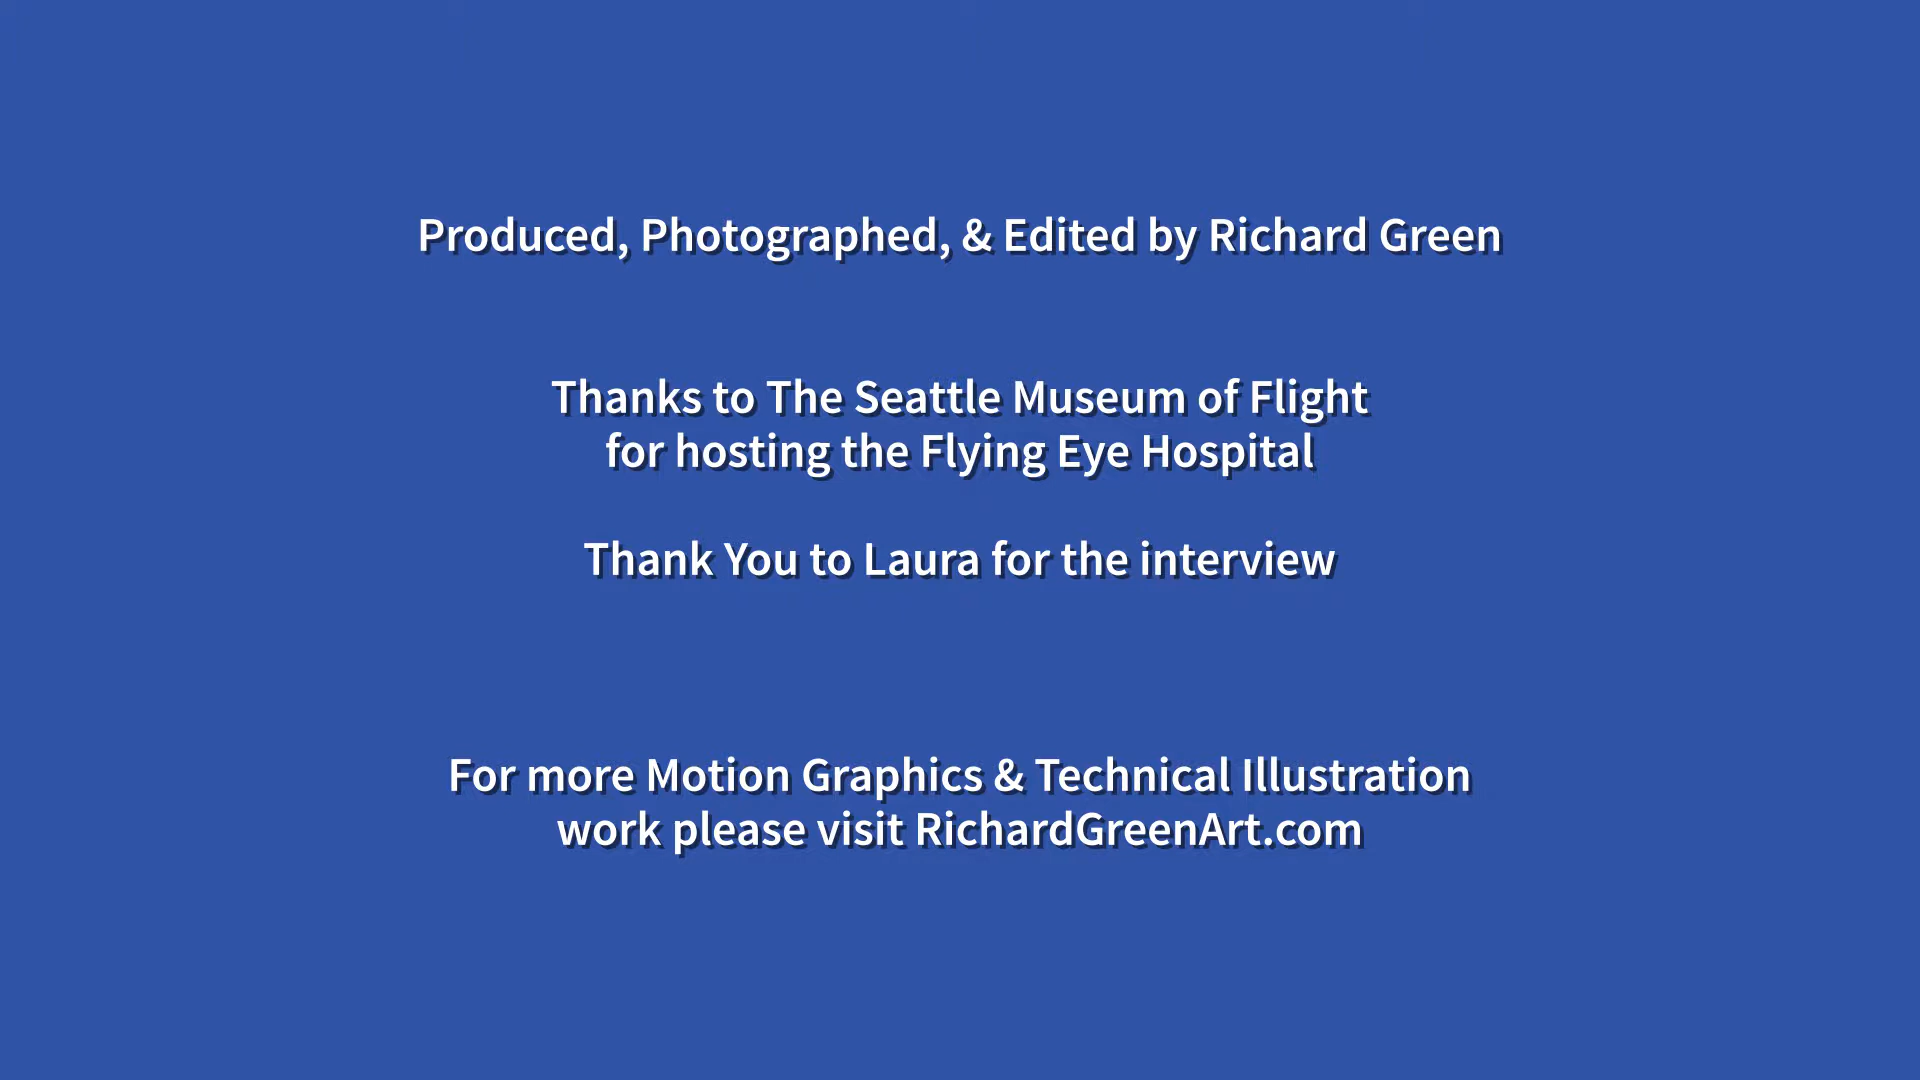 Produced, Photographed, & Edited by Richard Green
Thanks to The Seattle Museum of Flight
for hosting the Flying Eye Hospital
Thank You to Laura for the interview
For more Motion Graphics & Technical Illustration
work please visit RichardGreenArt.com